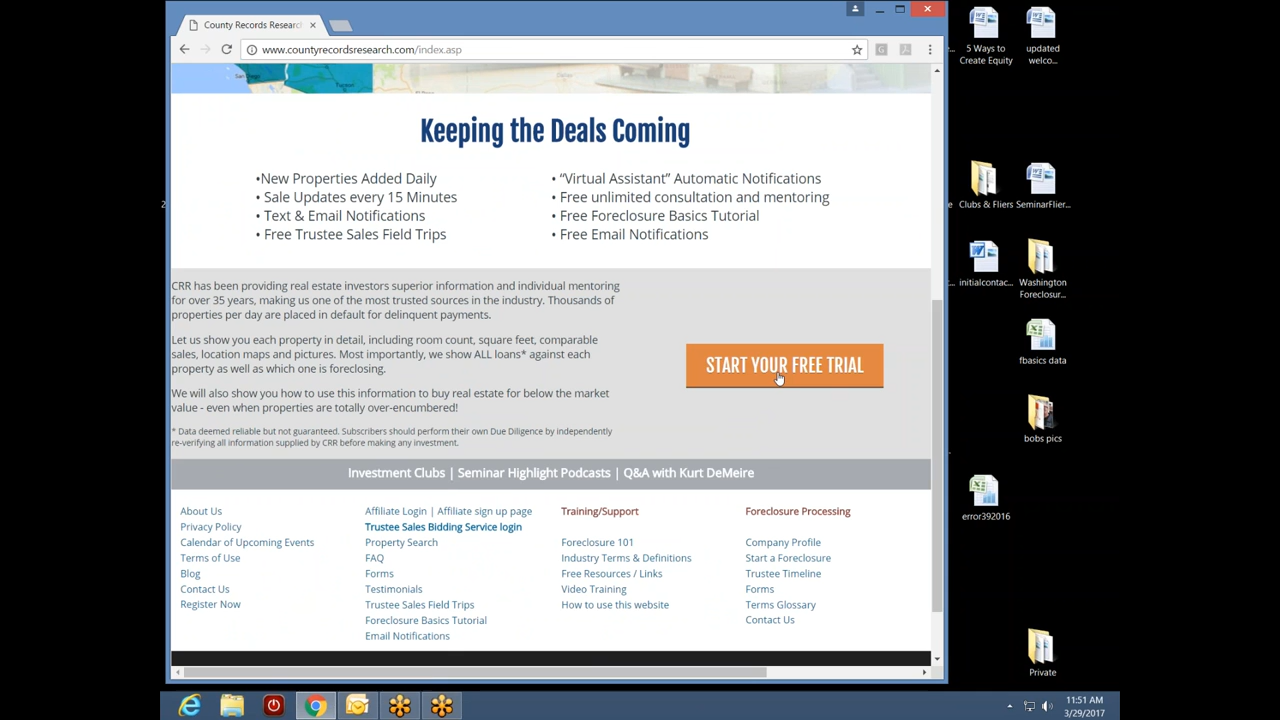 County Records Research
www.countyrecordsresearch.com/index.asp
Keeping the Deals Coming
•New Properties Added Daily
• Sale Updates every 15 Minutes
• Text & Email Notifications
• Free Trustee Sales Field Trips
• “Virtual Assistant” Automatic Notifications
• Free unlimited consultation and mentoring
• Free Foreclosure Basics Tutorial
• Free Email Notifications
CRR has been providing real estate investors superior information and individual mentoring
for over 35 years, making us one of the most trusted sources in the industry. Thousands of
properties per day are placed in default for delinquent payments.
Let us show you each property in detail, including room count, square feet, comparable
sales, location maps and pictures. Most importantly, we show ALL loans* against each
property as well as which one is foreclosing.
We will also show you how to use this information to buy real estate for below the market
value - even when properties are totally over-encumbered!
* Data deemed reliable but not guaranteed. Subscribers should perform their own Due Diligence by independently
re-verifying all information supplied by CRR before making any investment.
START YOUR FREE TRIAL
Investment Clubs | Seminar Highlight Podcasts | Q&A with Kurt DeMeire
About Us
Privacy Policy
Calendar of Upcoming Events
Terms of Use
Blog
Contact Us
Register Now
Affiliate Login | Affiliate sign up page
Trustee Sales Bidding Service login
Property Search
FAQ
Forms
Testimonials
Trustee Sales Field Trips
Foreclosure Basics Tutorial
Email Notifications
Training/Support
Foreclosure 101
Industry Terms & Definitions
Free Resources / Links
Video Training
How to use this website
Foreclosure Processing
Company Profile
Start a Foreclosure
Trustee Timeline
Forms
Terms Glossary
Contact Us
5 Ways to
Create Equity
updated
welco...
Clubs & Fliers
SeminarFlier...
initialcontac...
Washington
Foreclosur...
fbasics data
bobs pics
error392016
Private
11:51 AM
3/29/2017